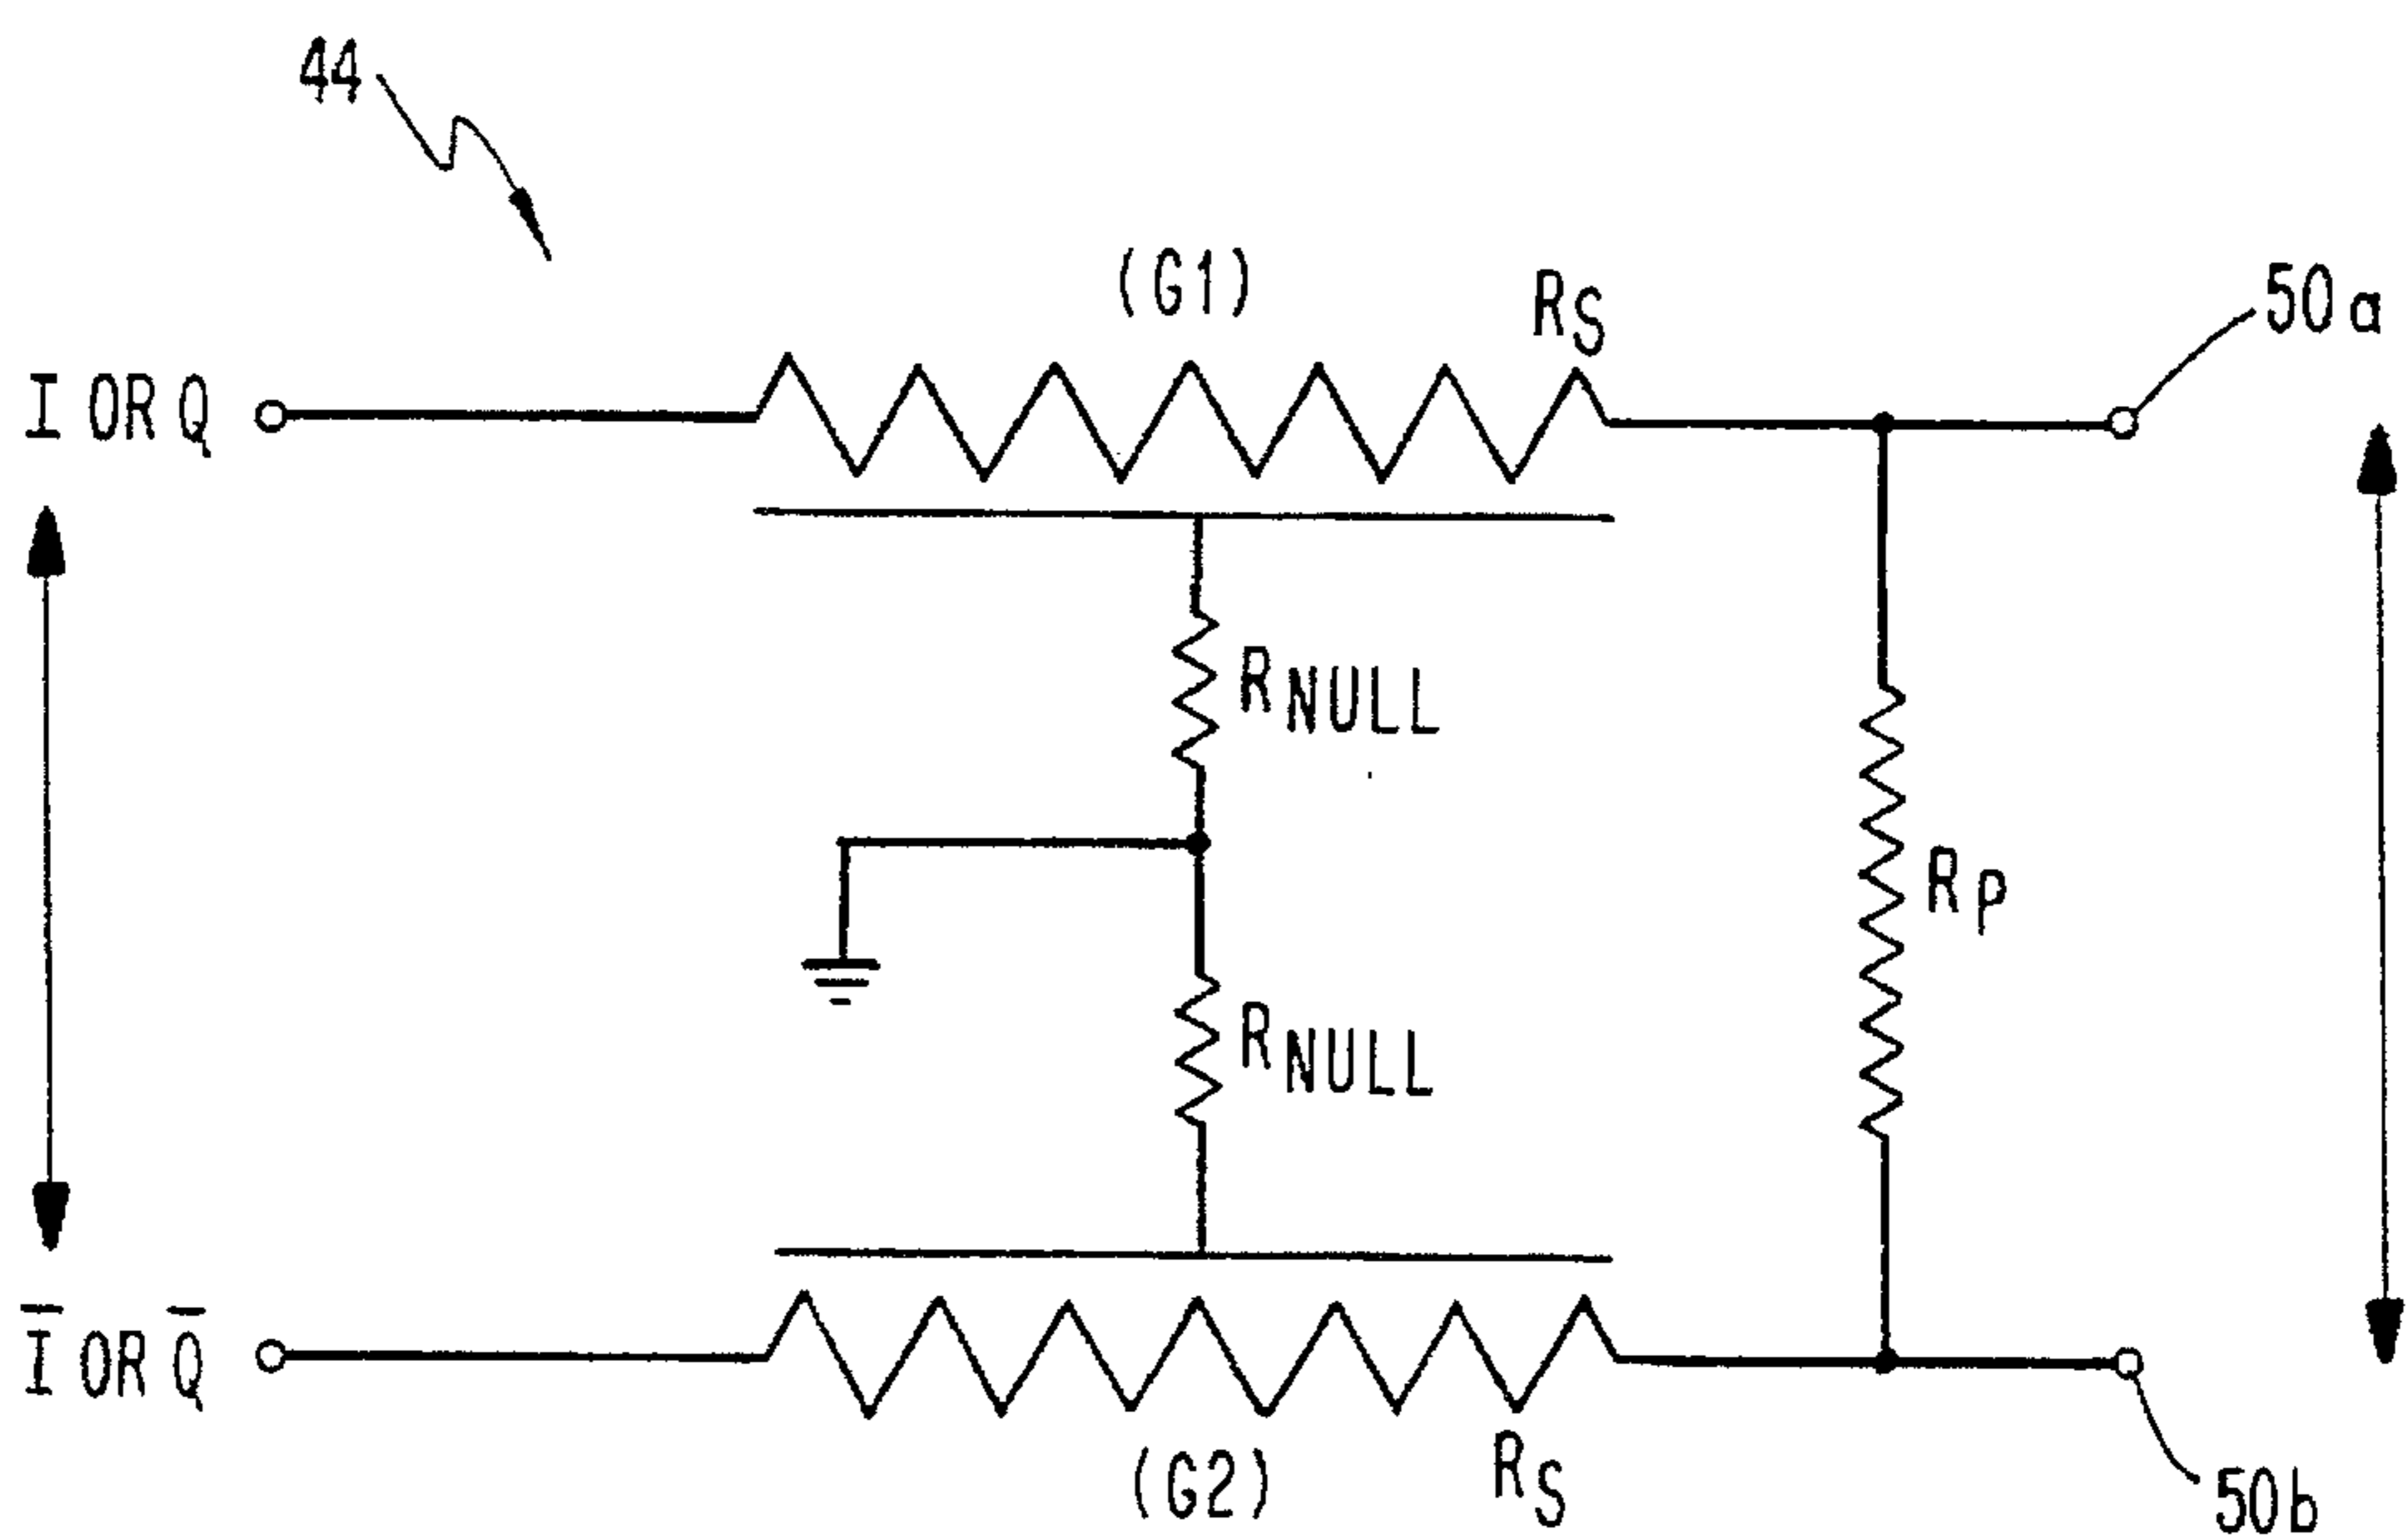 44
(G1)
RS
50a
I OR Q
RNULL
RP
RNULL
I̅ OR Q̅
(G2)
RS
50b